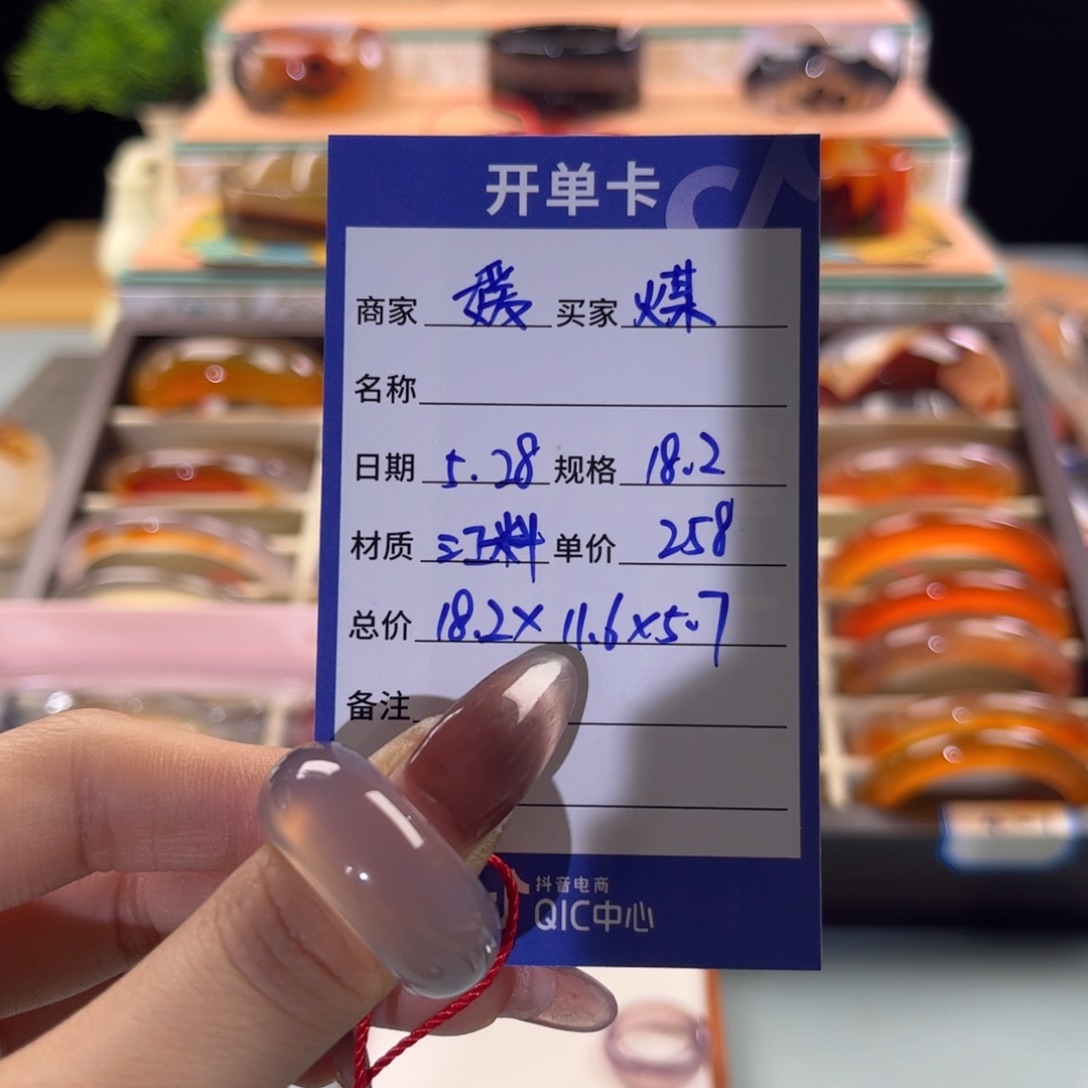 开单卡
商家 媛 买家 煤
名称
日期 5.28 规格 18.2
材质 江料 单价 258
总价 18.2×11.6×5.7
备注
抖音电商
QIC中心